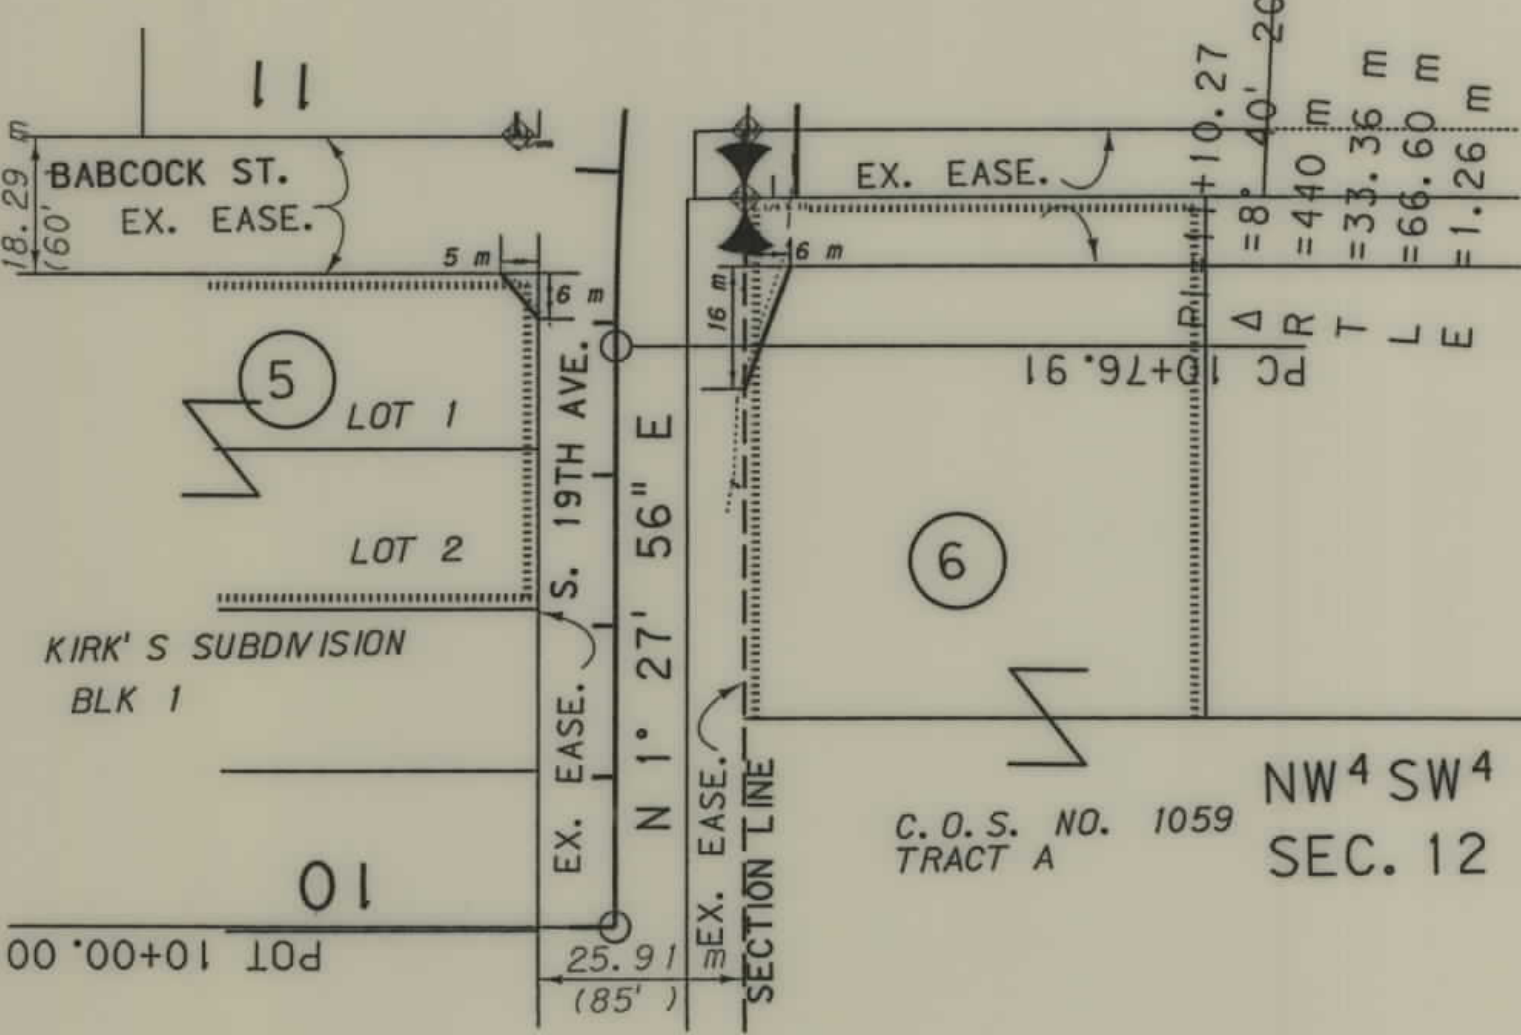 11
18.29 m
(60'
BABCOCK ST.
EX. EASE.
5 m
6 m
5
LOT 1
LOT 2
KIRK'S SUBDIVISION
BLK 1
10
POT 10+00.00
S. 19TH AVE.
EX. EASE.
N 1° 27' 56" E
25.91 m
(85' )
EX. EASE.
SECTION LINE
EX. EASE.
6 m
16 m
PC 10+76.91
6
PI +10.27
Δ =8° 40' 20
R =440 m
T =33.36 m
L =66.60 m
E =1.26 m
C.O.S. NO. 1059
TRACT A
NW4 SW4
SEC. 12